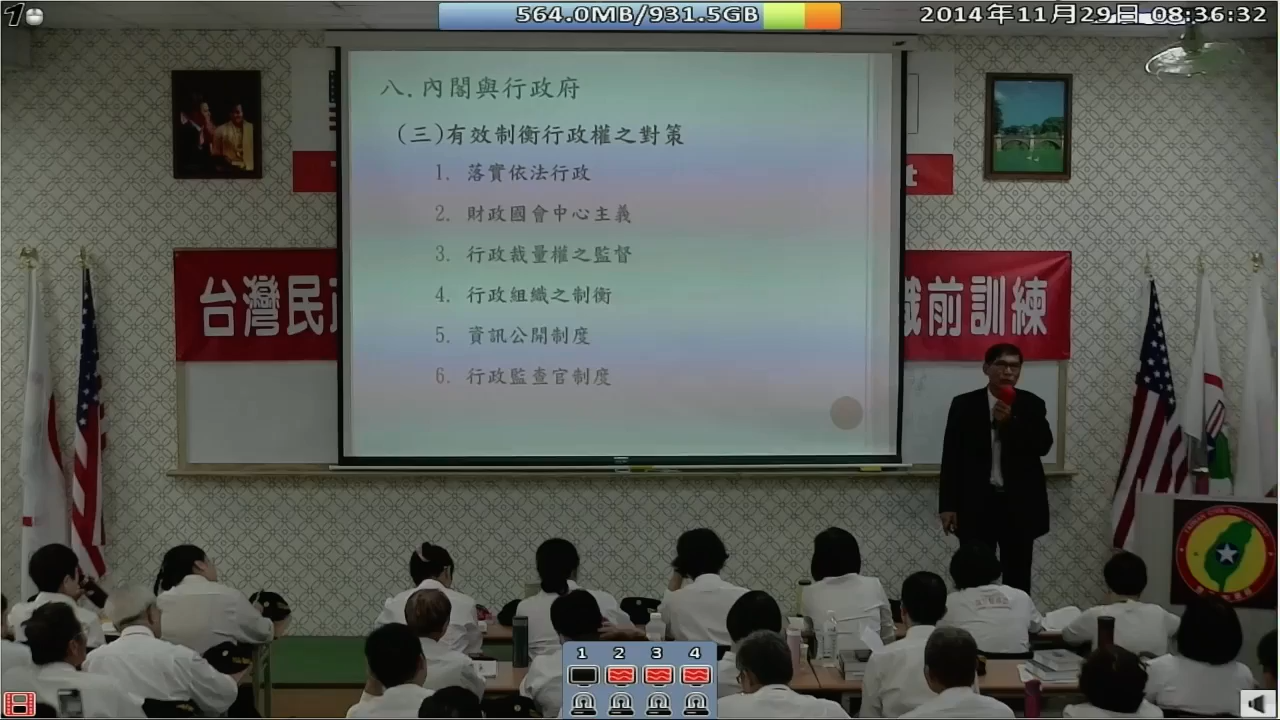 1
564.0MB/931.5GB
2014年11月29日 08:36:32
八.內閣與行政府
(三)有效制衡行政權之對策
1. 落實依法行政
2. 財政國會中心主義
3. 行政裁量權之監督
4. 行政組織之制衡
5. 資訊公開制度
6. 行政監查官制度
t
台灣民政
職前訓練
TAIWAN CIVIL GOVERNMENT
1 2 3 4